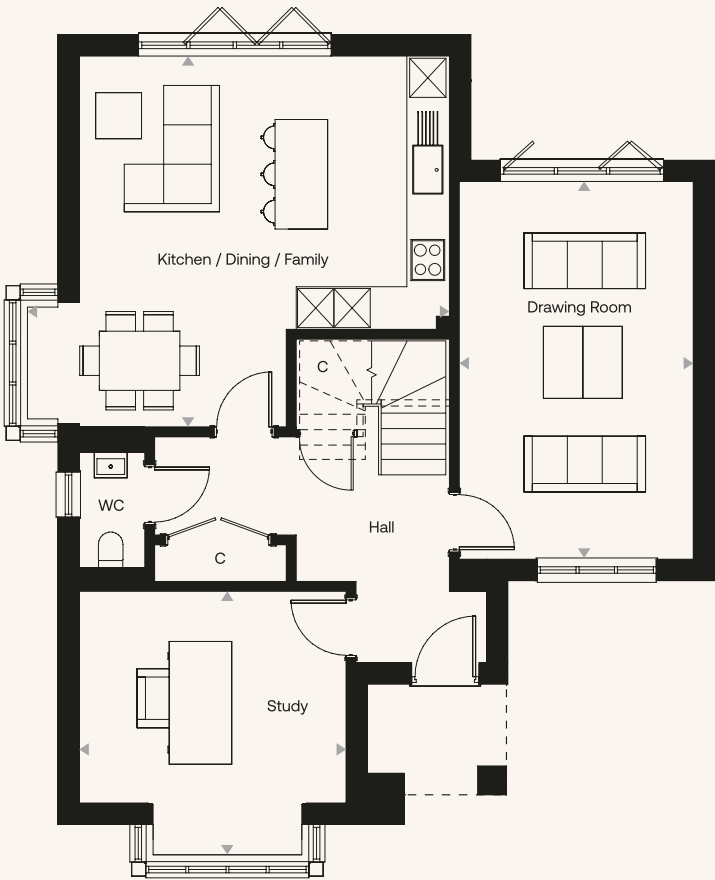 Kitchen / Dining / Family
Drawing Room
C
WC
Hall
C
Study